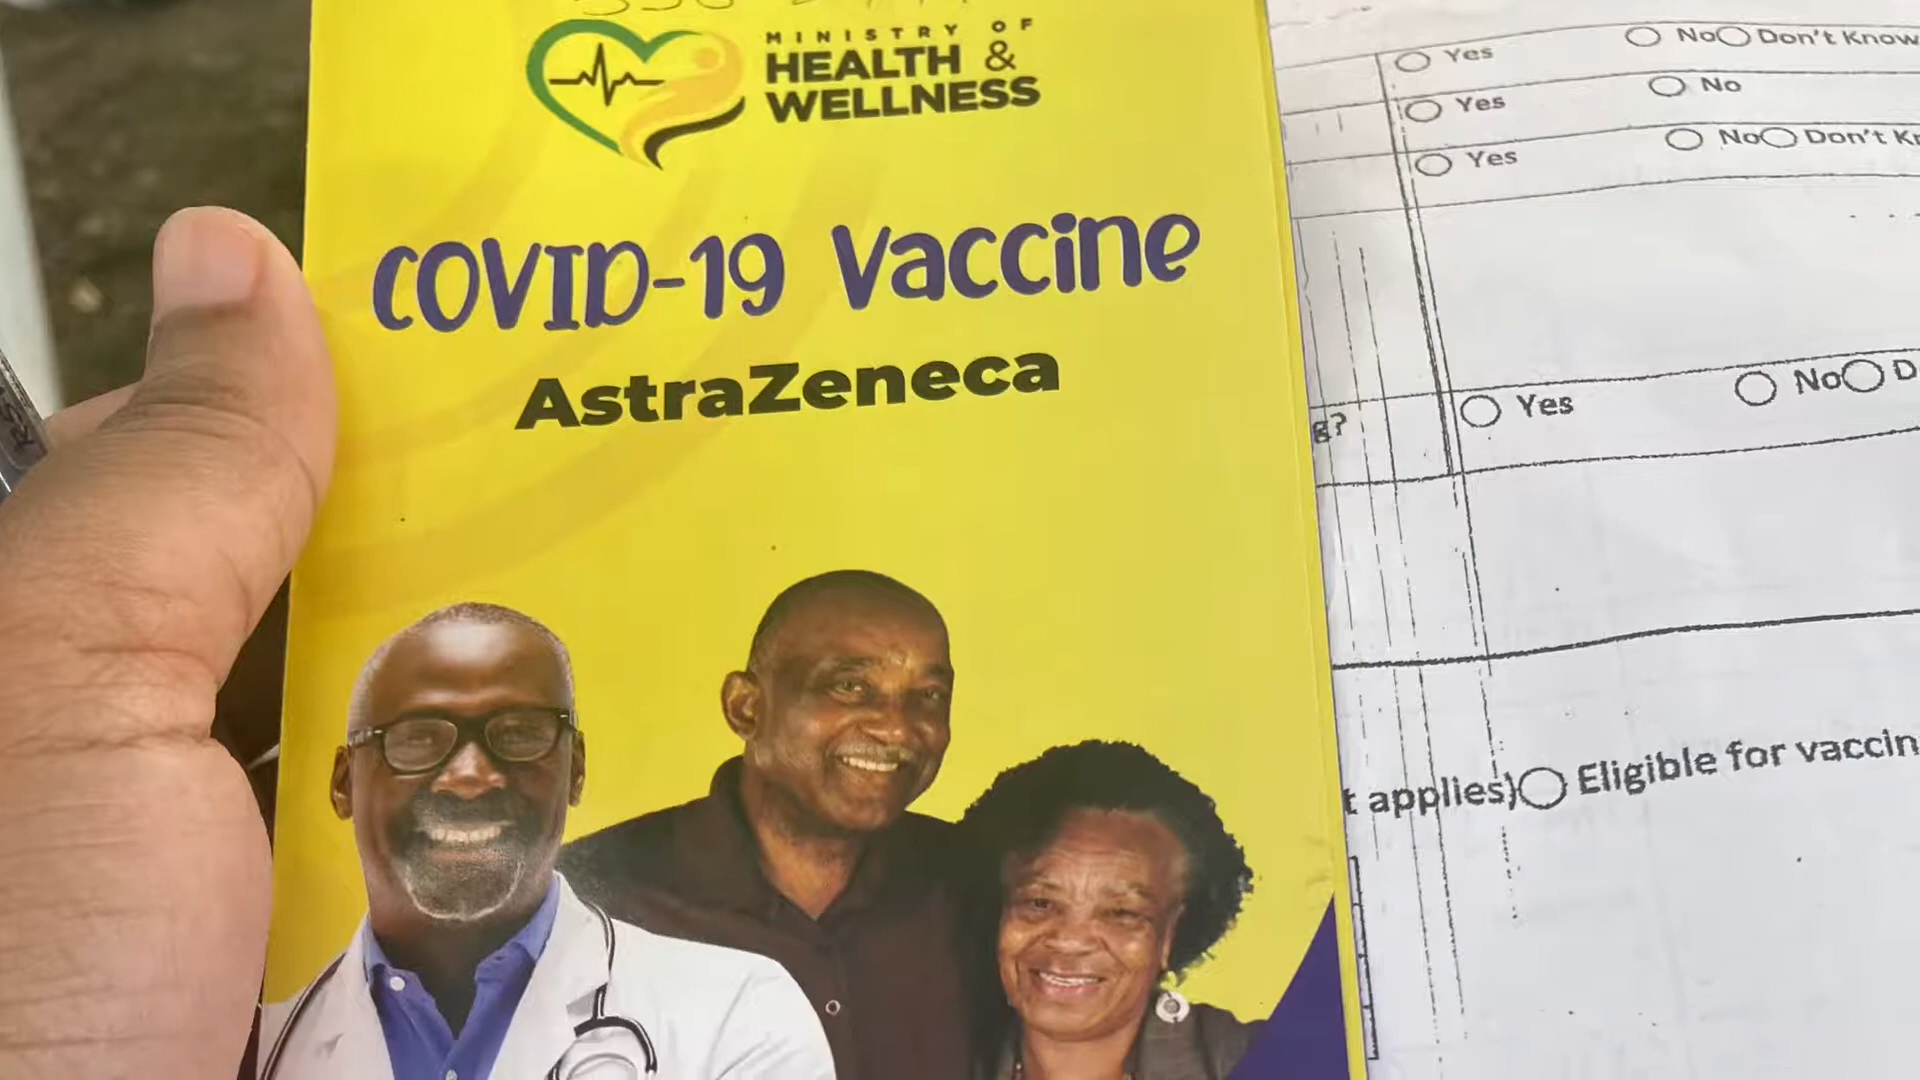 MINISTRY OF
HEALTH &
WELLNESS
COVID-19 Vaccine
AstraZeneca
Yes No Don't Know
Yes No
Yes No Don't
g? Yes No
applies) Eligible for